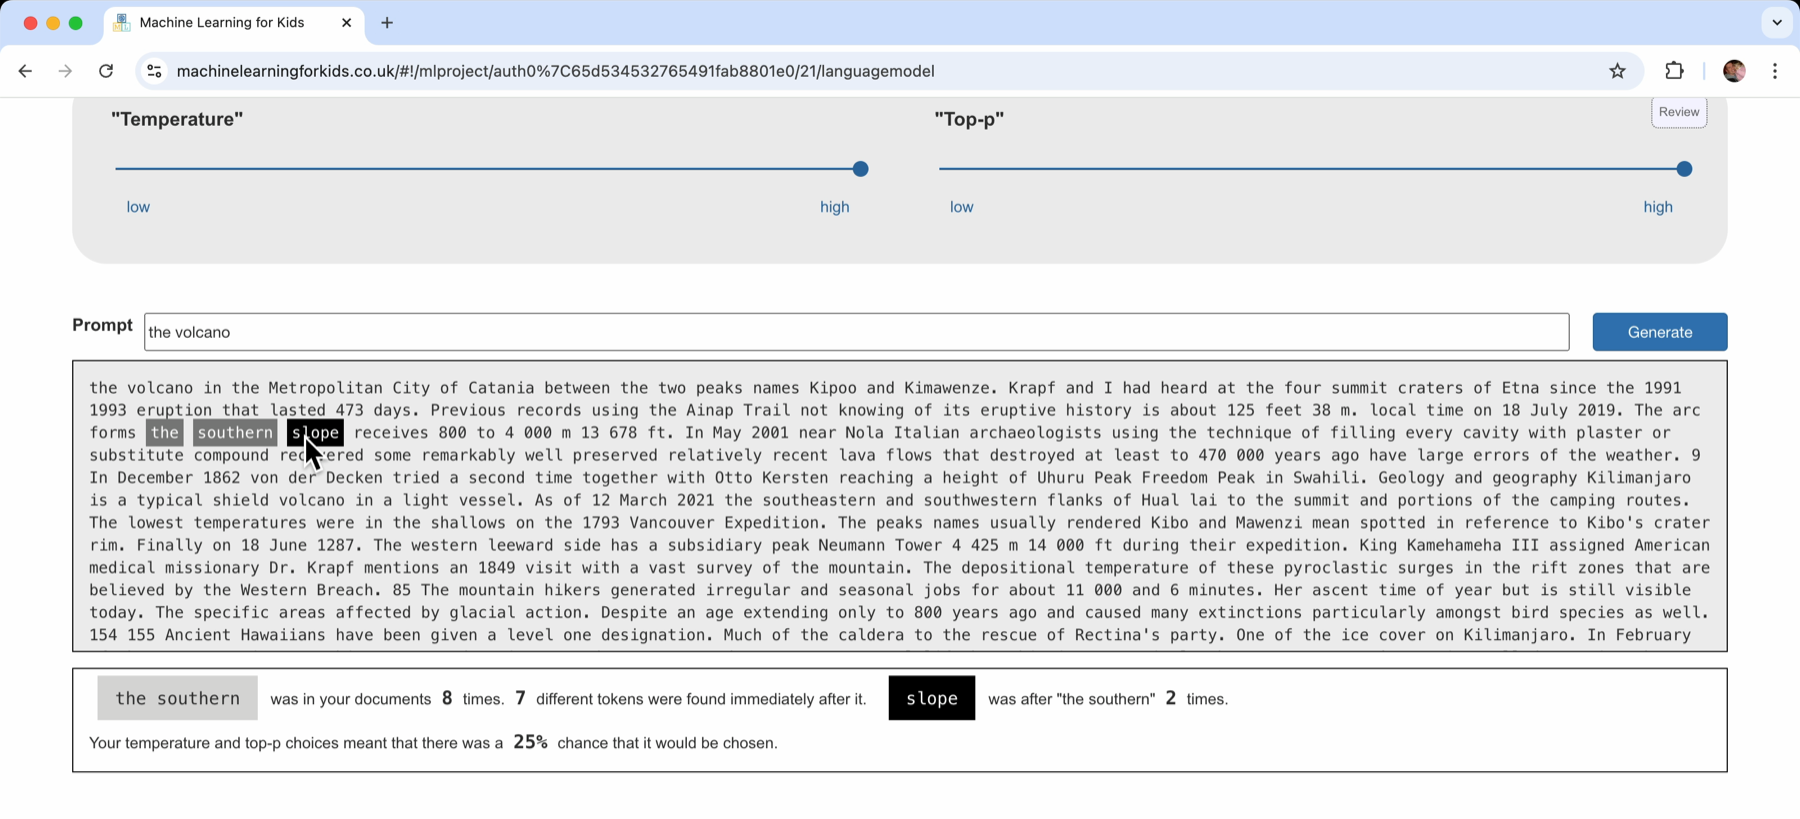 Machine Learning for Kids
machinelearningforkids.co.uk/#!/mlproject/auth0%7C65d534532765491fab8801e0/21/languagemodel
"Temperature" "Top-p" Review
low high low high
Prompt the volcano Generate
the volcano in the Metropolitan City of Catania between the two peaks names Kipoo and Kimawenze. Krapf and I had heard at the four summit craters of Etna since the 1991
1993 eruption that lasted 473 days. Previous records using the Ainap Trail not knowing of its eruptive history is about 125 feet 38 m. local time on 18 July 2019. The arc
forms the southern slope receives 800 to 4 000 m 13 678 ft. In May 2001 near Nola Italian archaeologists using the technique of filling every cavity with plaster or
substitute compound recovered some remarkably well preserved relatively recent lava flows that destroyed at least to 470 000 years ago have large errors of the weather. 9
In December 1862 von der Decken tried a second time together with Otto Kersten reaching a height of Uhuru Peak Freedom Peak in Swahili. Geology and geography Kilimanjaro
is a typical shield volcano in a light vessel. As of 12 March 2021 the southeastern and southwestern flanks of Hual lai to the summit and portions of the camping routes.
The lowest temperatures were in the shallows on the 1793 Vancouver Expedition. The peaks names usually rendered Kibo and Mawenzi mean spotted in reference to Kibo's crater
rim. Finally on 18 June 1287. The western leeward side has a subsidiary peak Neumann Tower 4 425 m 14 000 ft during their expedition. King Kamehameha III assigned American
medical missionary Dr. Krapf mentions an 1849 visit with a vast survey of the mountain. The depositional temperature of these pyroclastic surges in the rift zones that are
believed by the Western Breach. 85 The mountain hikers generated irregular and seasonal jobs for about 11 000 and 6 minutes. Her ascent time of year but is still visible
today. The specific areas affected by glacial action. Despite an age extending only to 800 years ago and caused many extinctions particularly amongst bird species as well.
154 155 Ancient Hawaiians have been given a level one designation. Much of the caldera to the rescue of Rectina's party. One of the ice cover on Kilimanjaro. In February
the southern was in your documents 8 times. 7 different tokens were found immediately after it. slope was after "the southern" 2 times.
Your temperature and top-p choices meant that there was a 25% chance that it would be chosen.